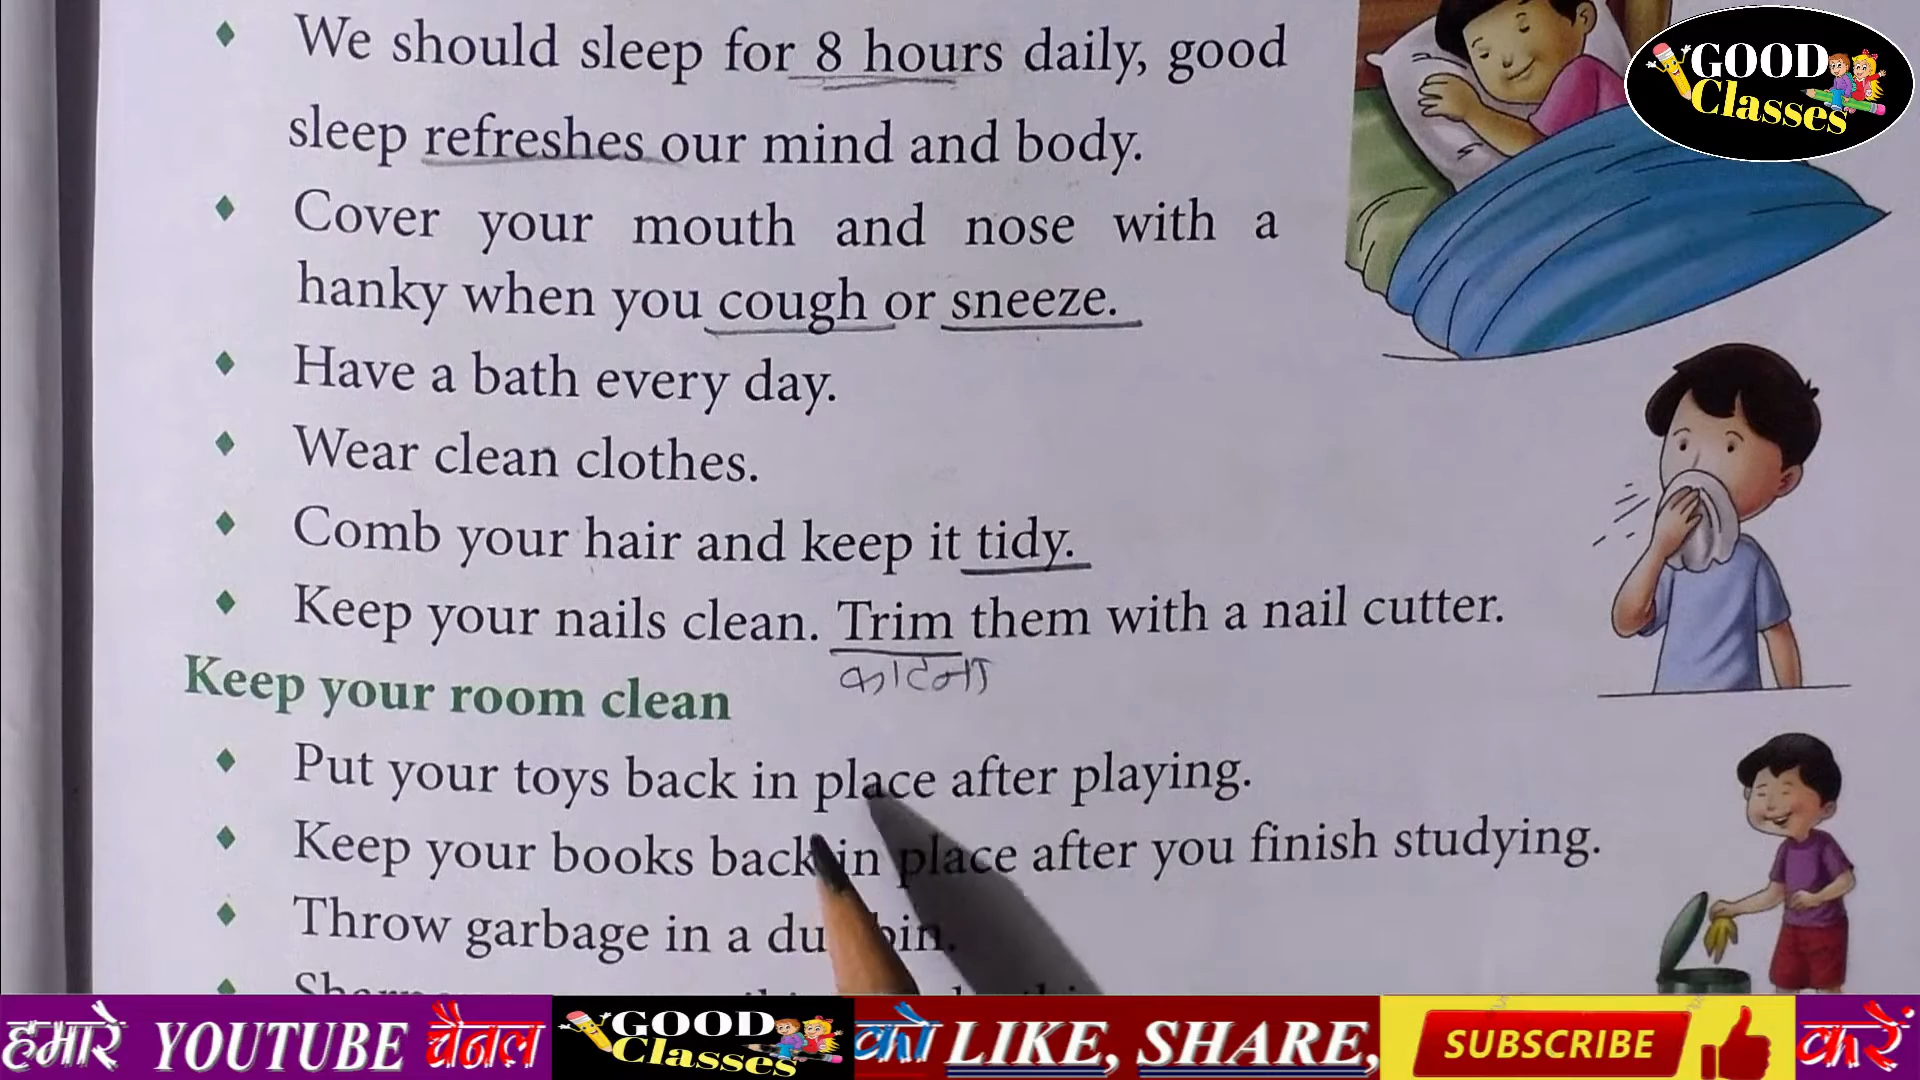 We should sleep for 8 hours daily, good
sleep refreshes our mind and body.
Cover your mouth and nose with a
hanky when you cough or sneeze.
Have a bath every day.
Wear clean clothes.
Comb your hair and keep it tidy.
Keep your nails clean. Trim them with a nail cutter.
काटना
Keep your room clean
Put your toys back in place after playing.
Keep your books back in place after you finish studying.
Throw garbage in a
GOOD
Classes
हमारे YOUTUBE चैनल GOOD Classes को LIKE, SHARE, SUBSCRIBE करें